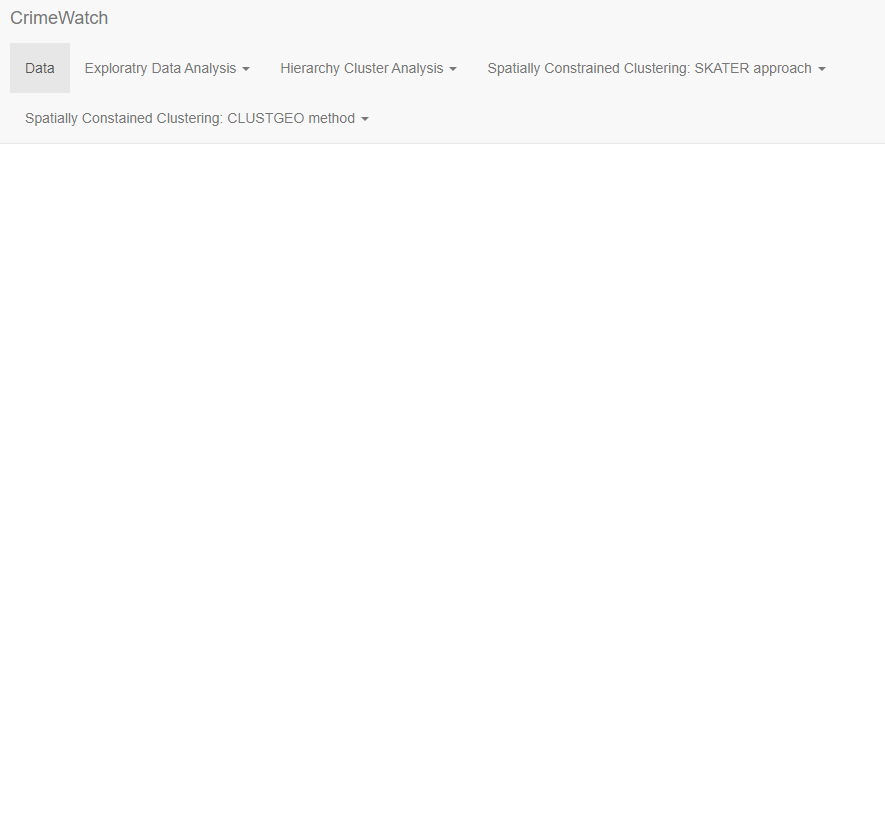 CrimeWatch
Data Exploratry Data Analysis Hierarchy Cluster Analysis Spatially Constrained Clustering: SKATER approach
Spatially Constained Clustering: CLUSTGEO method